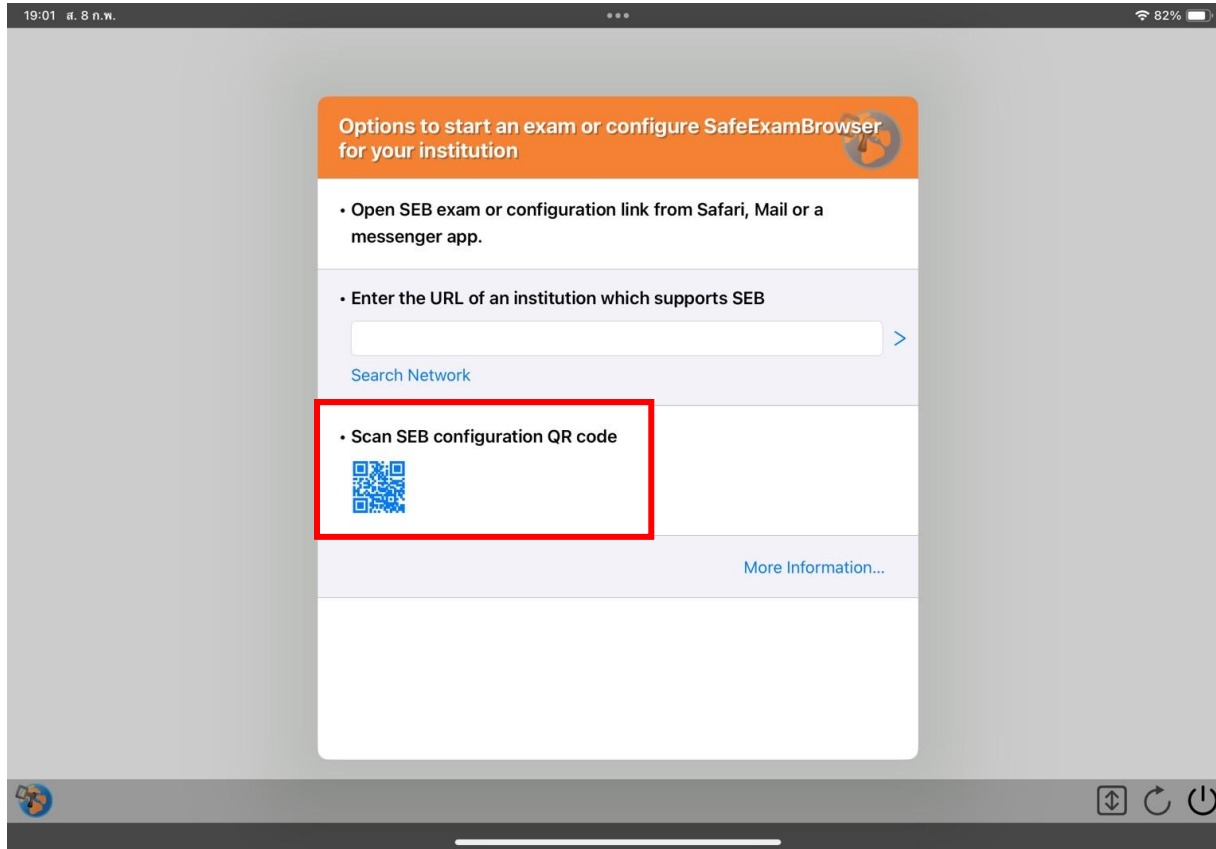 19:01 ส. 8 ก.พ.
82%
Options to start an exam or configure SafeExamBrowser
for your institution
• Open SEB exam or configuration link from Safari, Mail or a
messenger app.
• Enter the URL of an institution which supports SEB
>
Search Network
• Scan SEB configuration QR code
More Information...